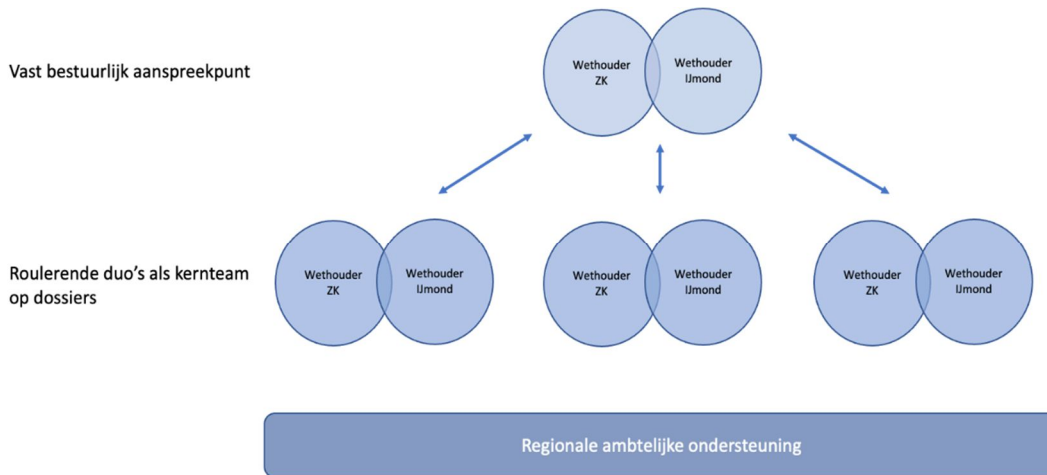 Vast bestuurlijk aanspreekpunt
Wethouder
ZK
Wethouder
IJmond
Roulerende duo's als kernteam
op dossiers
Wethouder
ZK
Wethouder
IJmond
Wethouder
ZK
Wethouder
IJmond
Wethouder
ZK
Wethouder
IJmond
Regionale ambtelijke ondersteuning